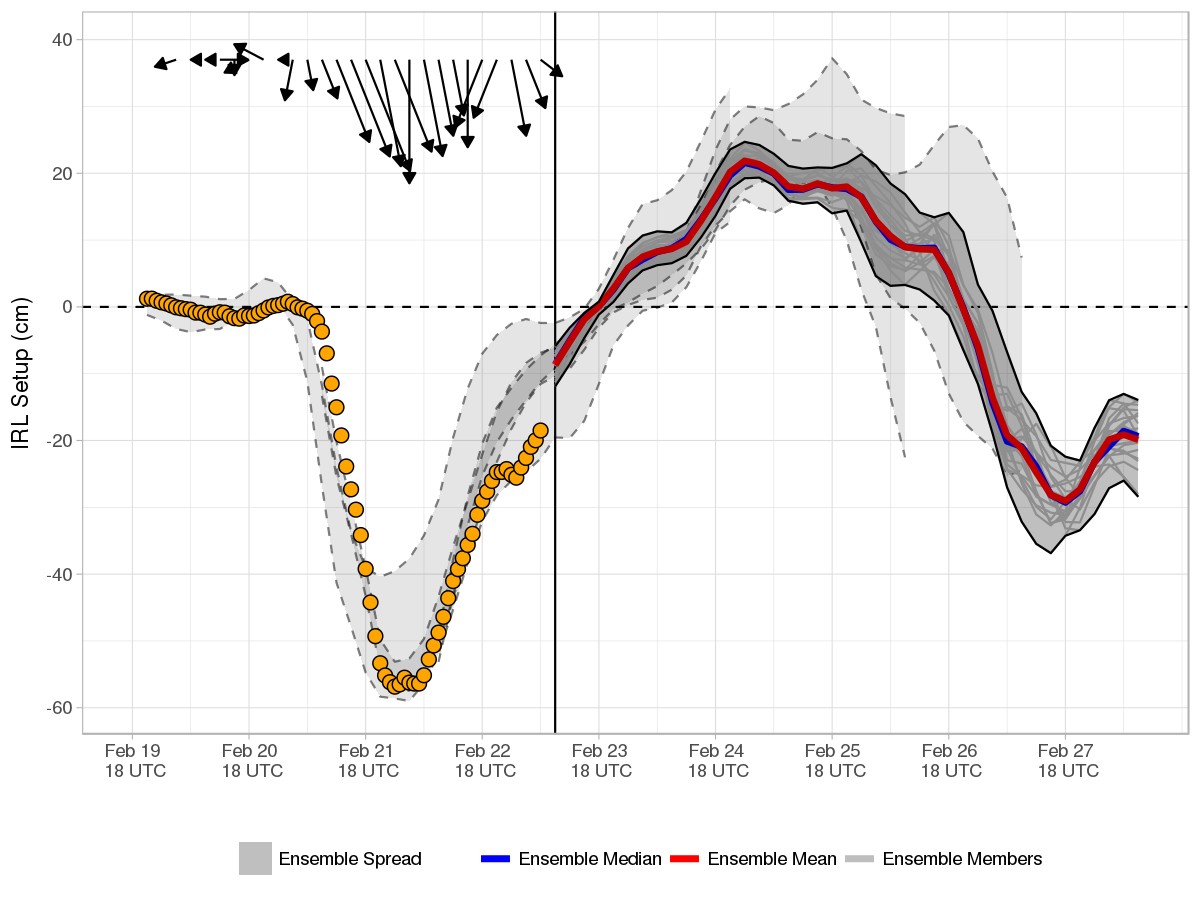 IRL Setup (cm)
40
20
0
-20
-40
-60
Feb 19 Feb 20 Feb 21 Feb 22 Feb 23 Feb 24 Feb 25 Feb 26 Feb 27
18 UTC 18 UTC 18 UTC 18 UTC 18 UTC 18 UTC 18 UTC 18 UTC 18 UTC
Ensemble Spread Ensemble Median Ensemble Mean Ensemble Members